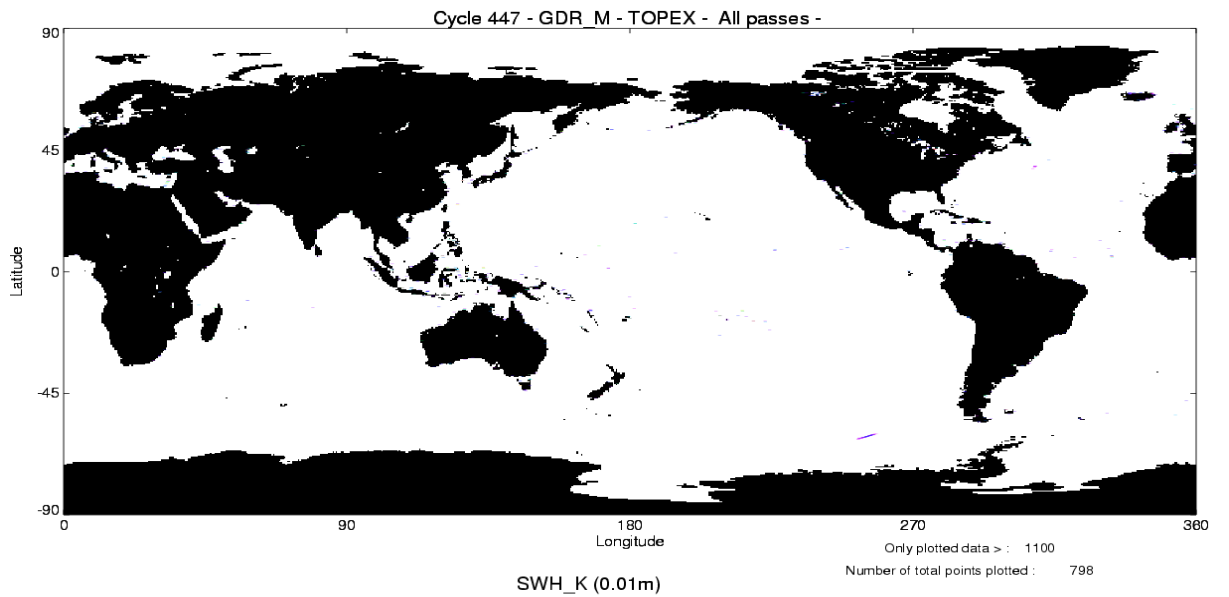 Cycle 447 - GDR_M - TOPEX - All passes -
90
45
0
-45
-90
Latitude
0 90 180 270 360
Longitude
Only plotted data > : 1100
Number of total points plotted : 798
SWH_K (0.01m)